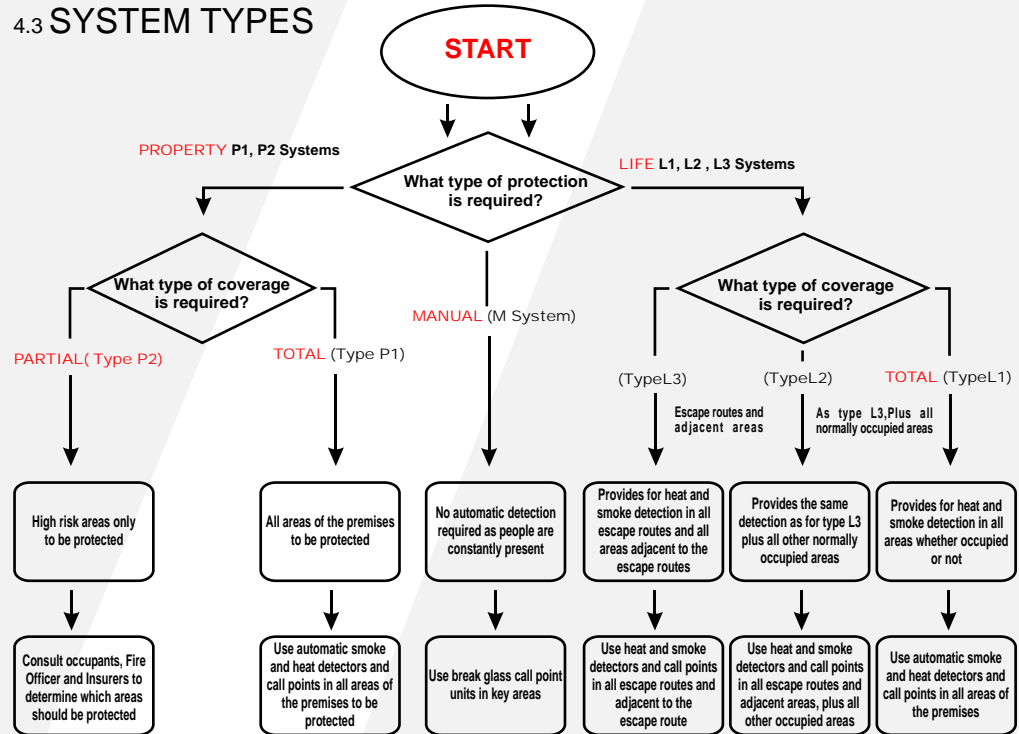 4.3 SYSTEM TYPES
START
PROPERTY P1, P2 Systems
LIFE L1, L2 , L3 Systems
What type of protection
is required?
What type of coverage
is required?
What type of coverage
is required?
MANUAL (M System)
PARTIAL( Type P2)
TOTAL (Type P1)
(TypeL3)
(TypeL2)
TOTAL (TypeL1)
Escape routes and
adjacent areas
As type L3,Plus all
normally occupied areas
High risk areas only
to be protected
All areas of the premises
to be protected
No automatic detection
required as people are
constantly present
Provides for heat and
smoke detection in all
escape routes and all
areas adjacent to the
escape routes
Provides the same
detection as for type L3
plus all other normally
occupied areas
Provides for heat and
smoke detection in all
areas whether occupied
or not
Consult occupants, Fire
Officer and Insurers to
determine which areas
should be protected
Use automatic smoke
and heat detectors and
call points in all areas of
the premises to be
protected
Use break glass call point
units in key areas
Use heat and smoke
detectors and call points
in all escape routes and
adjacent to the
escape route
Use heat and smoke
detectors and call points
in all escape routes and
adjacent areas, plus all
other occupied areas
Use automatic smoke
and heat detectors and
call points in all areas of
the premises